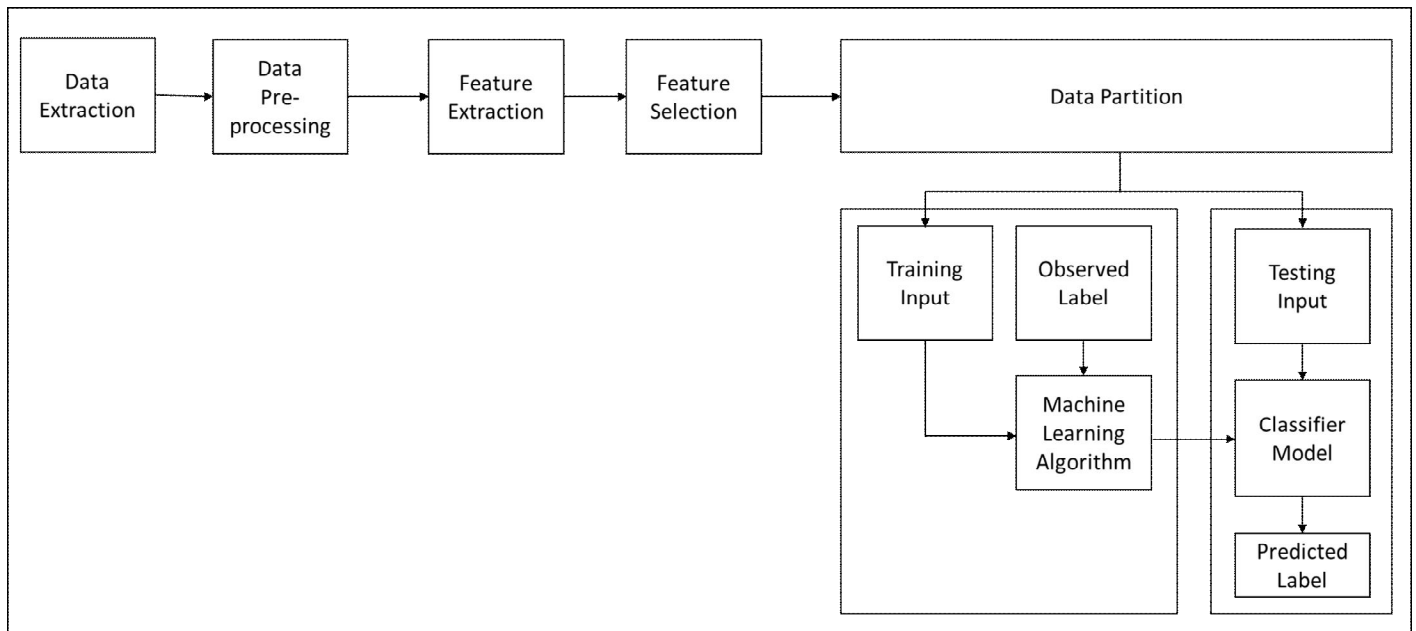 Data
Extraction
Data
Pre-
processing
Feature
Extraction
Feature
Selection
Data Partition
Training
Input
Observed
Label
Testing
Input
Machine
Learning
Algorithm
Classifier
Model
Predicted
Label